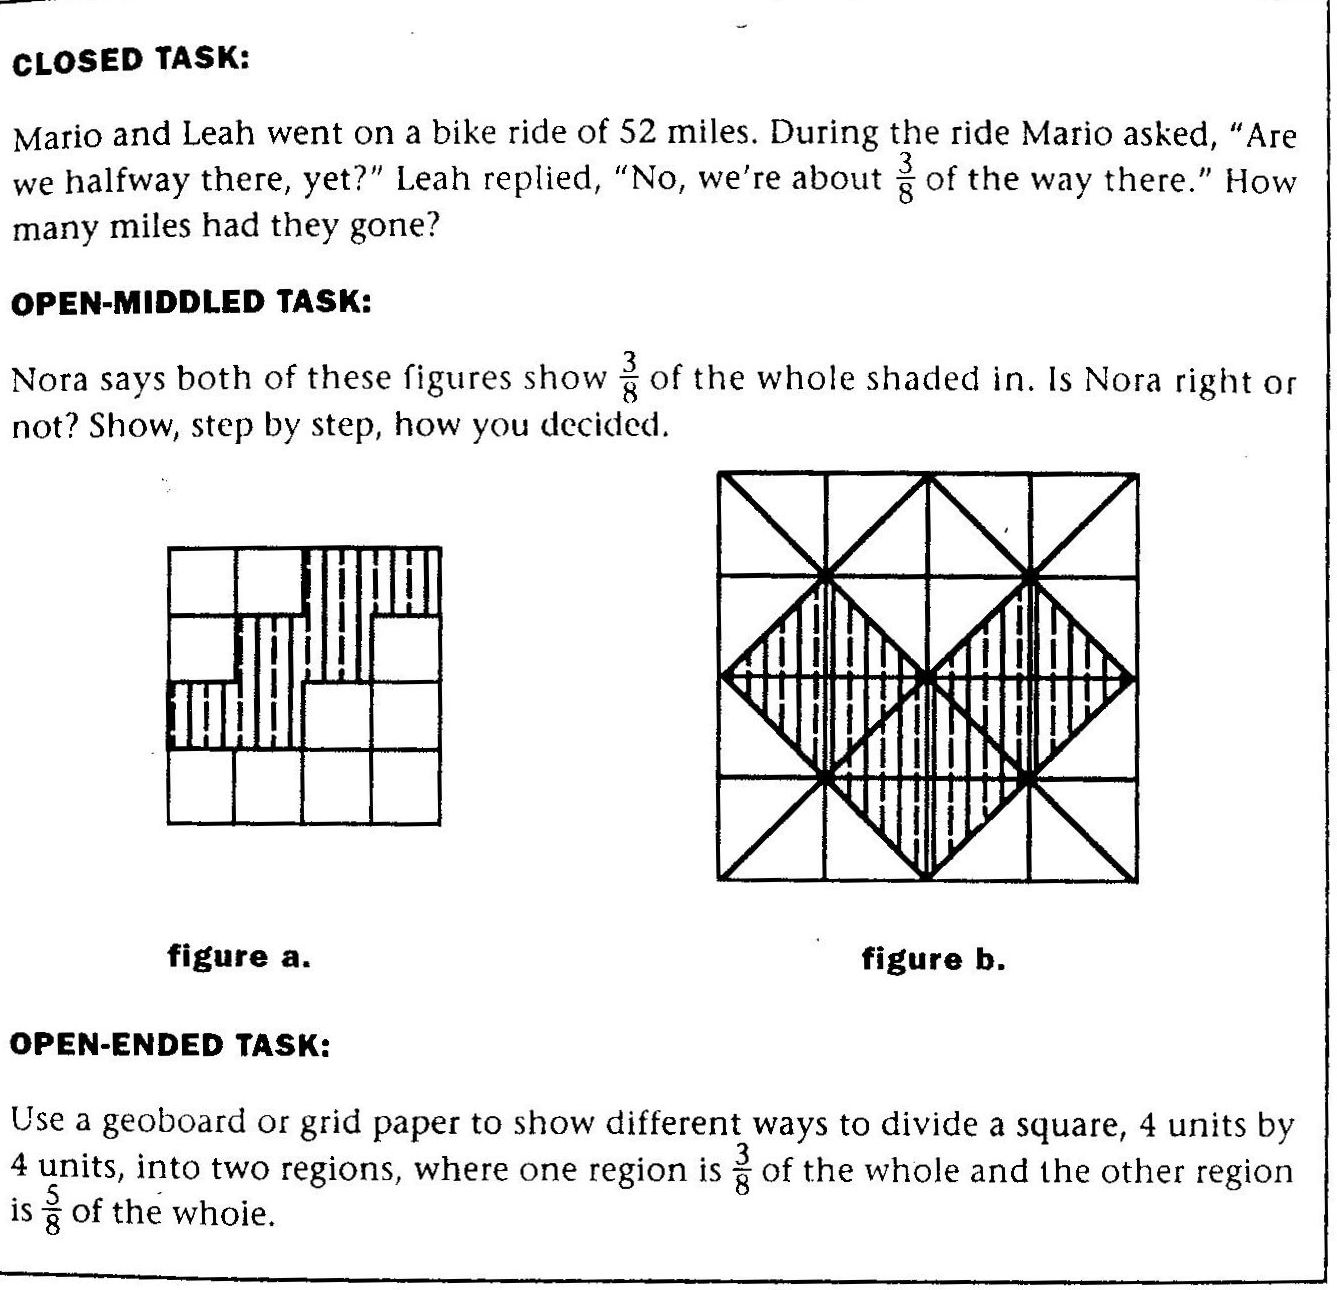 CLOSED TASK:
Mario and Leah went on a bike ride of 52 miles. During the ride Mario asked, "Are
we halfway there, yet?" Leah replied, "No, we're about 3/8 of the way there." How
many miles had they gone?
OPEN-MIDDLED TASK:
Nora says both of these figures show 3/8 of the whole shaded in. Is Nora right or
not? Show, step by step, how you decided.
figure a.
figure b.
OPEN-ENDED TASK:
Use a geoboard or grid paper to show different ways to divide a square, 4 units by
4 units, into two regions, where one region is 3/8 of the whole and the other region
is 5/8 of the whole.